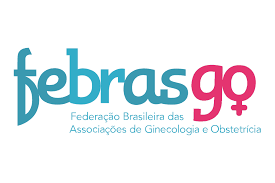 febrasgo
Federação Brasileira das
Associações de Ginecologia e Obstetrícia